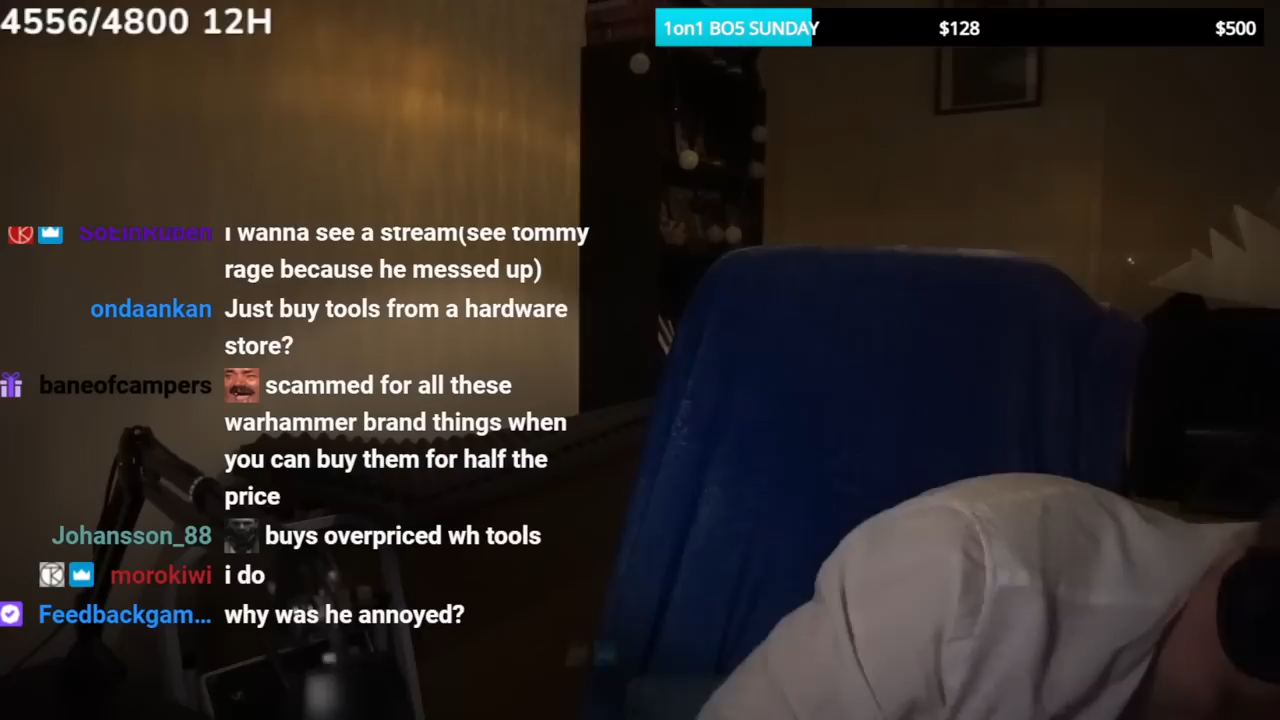 4556/4800 12H
1on1 BO5 SUNDAY $128 $500
SoEinRuben i wanna see a stream(see tommy
rage because he messed up)
ondaankan Just buy tools from a hardware
store?
baneofcampers scammed for all these
warhammer brand things when
you can buy them for half the
price
Johansson_88 buys overpriced wh tools
morokiwi i do
Feedbackgam... why was he annoyed?